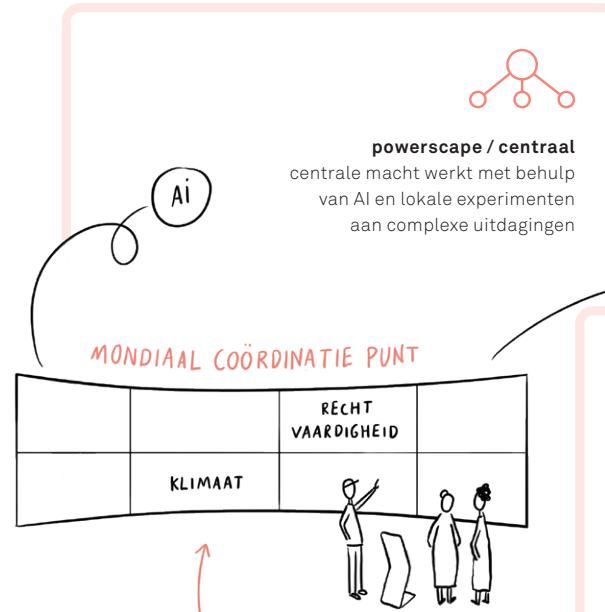 powerscape / centraal
centrale macht werkt met behulp
van AI en lokale experimenten
aan complexe uitdagingen
Ai
MONDIAAL COÖRDINATIE PUNT
RECHT
VAARDIGHEID
KLIMAAT